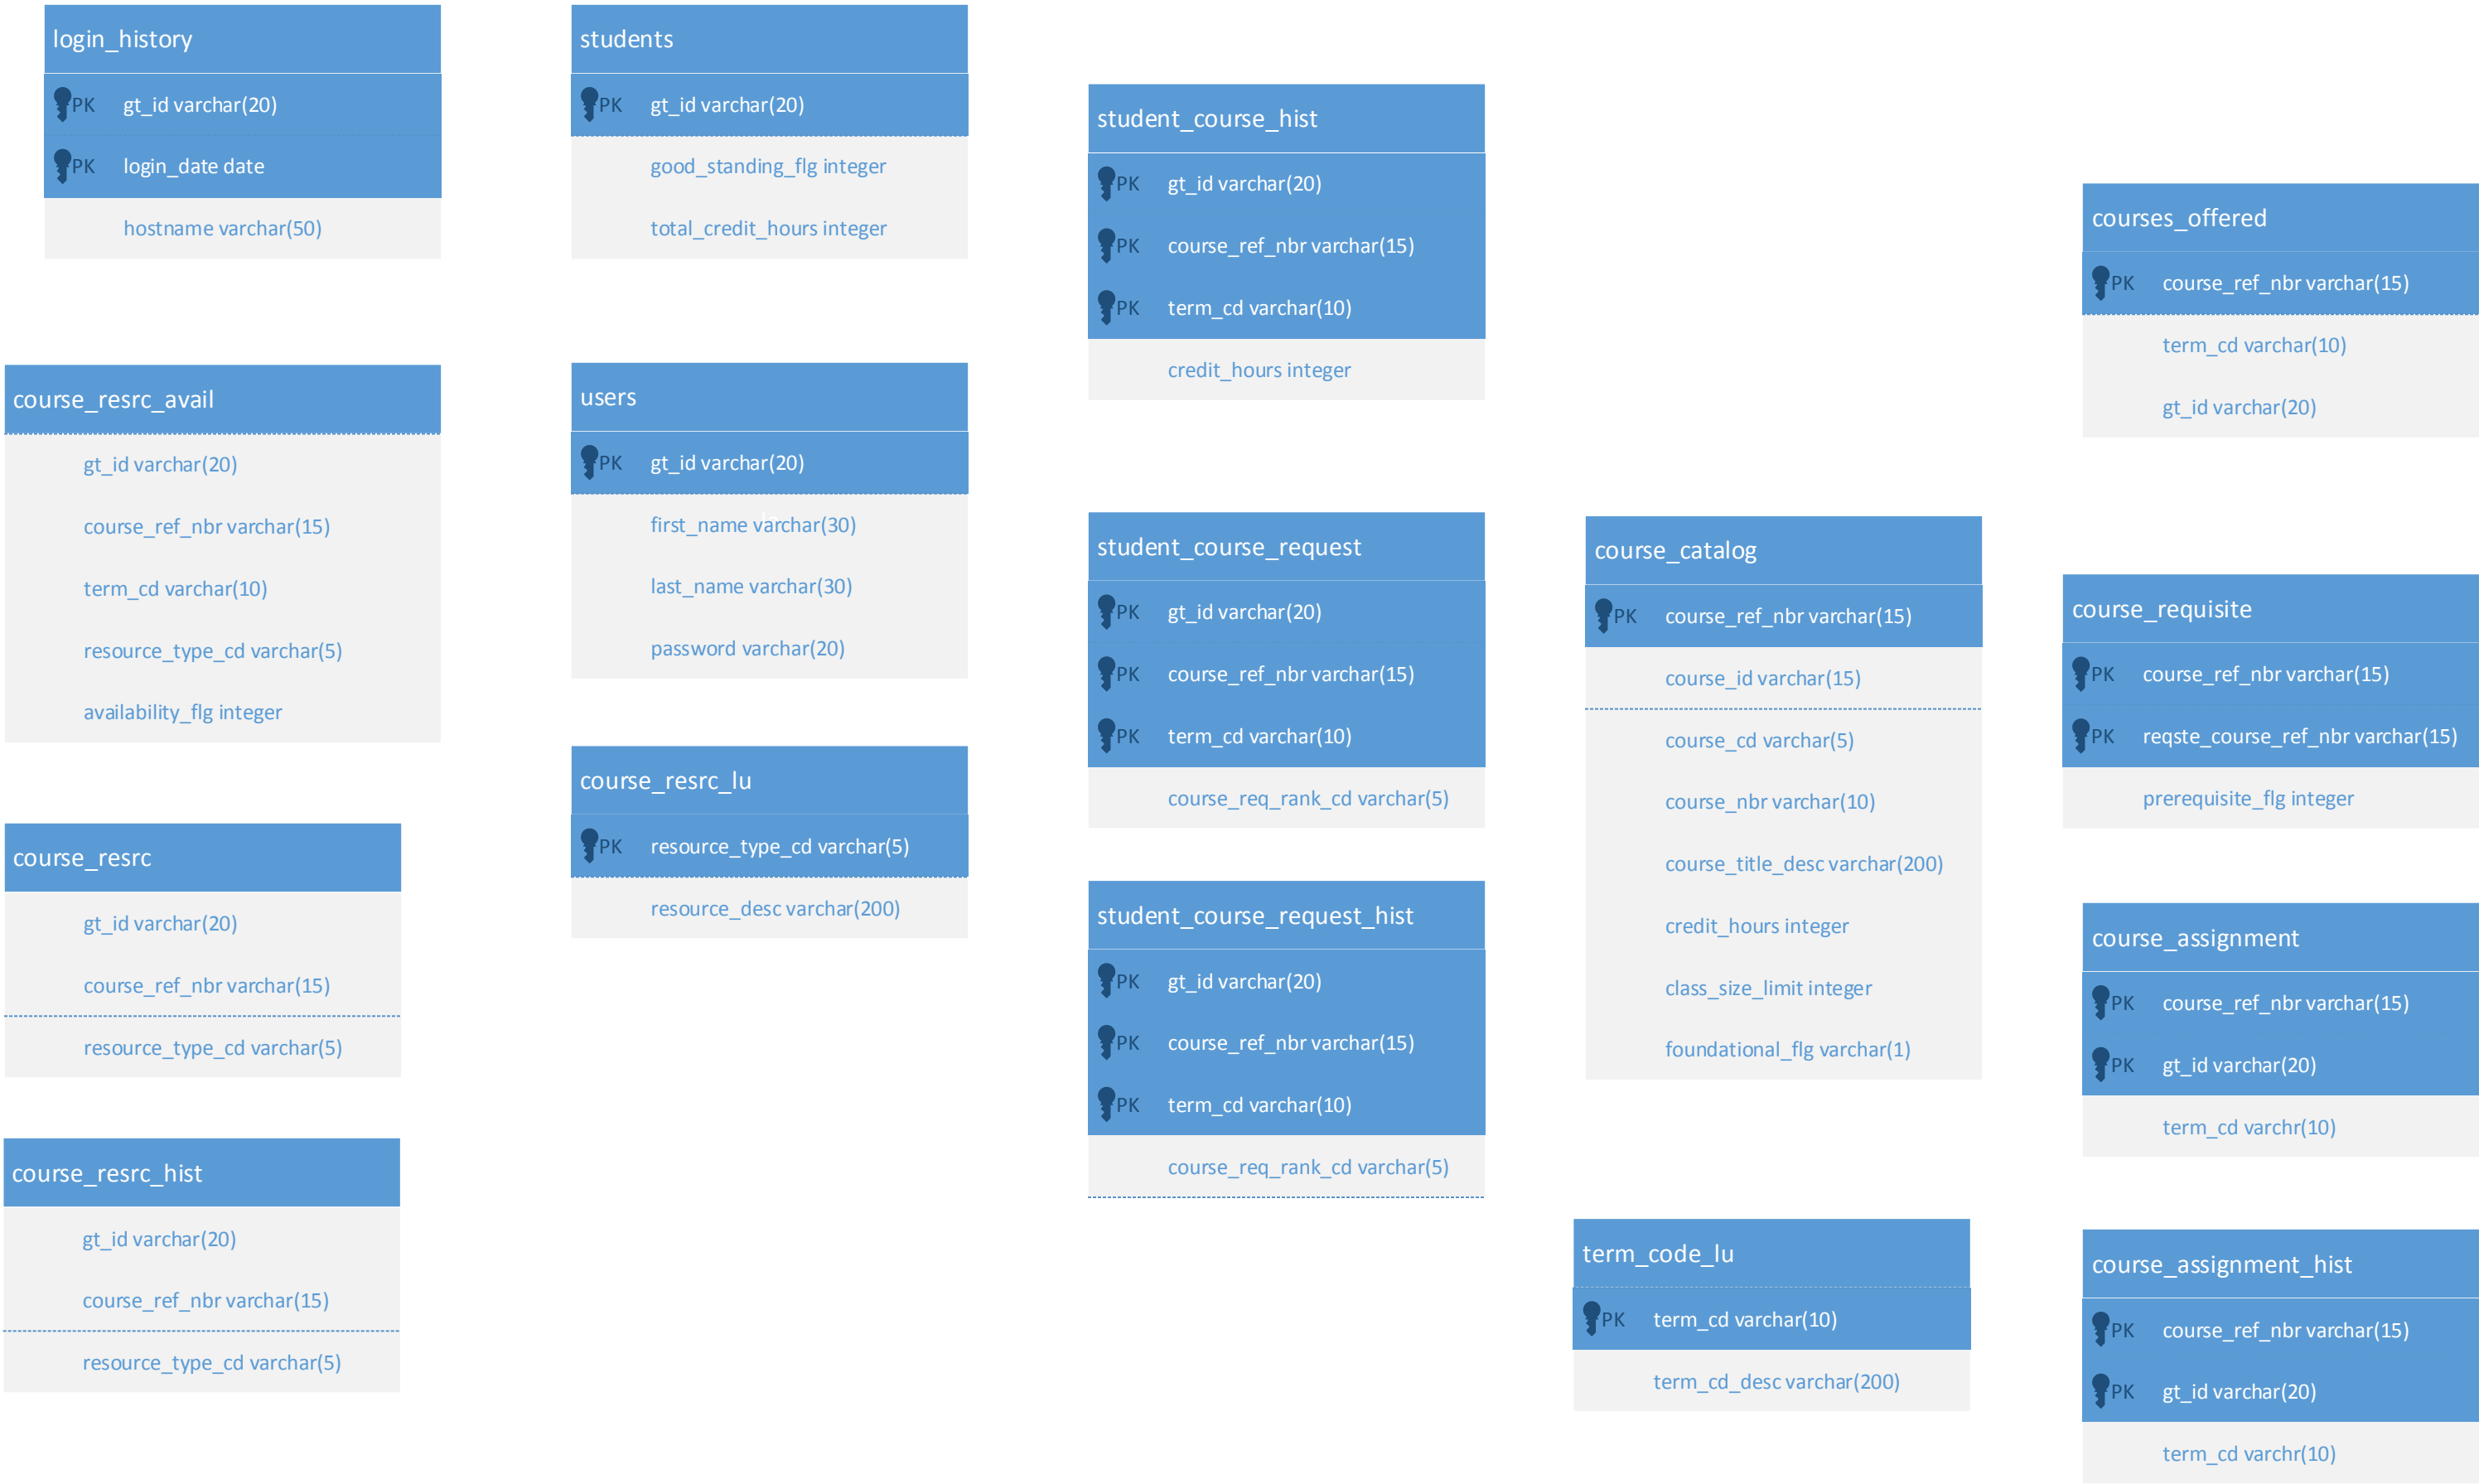 login_history
PK gt_id varchar(20)
PK login_date date
hostname varchar(50)
course_resrc_avail
gt_id varchar(20)
course_ref_nbr varchar(15)
term_cd varchar(10)
resource_type_cd varchar(5)
availability_flg integer
course_resrc
gt_id varchar(20)
course_ref_nbr varchar(15)
resource_type_cd varchar(5)
course_resrc_hist
gt_id varchar(20)
course_ref_nbr varchar(15)
resource_type_cd varchar(5)
students
PK gt_id varchar(20)
good_standing_flg integer
total_credit_hours integer
users
PK gt_id varchar(20)
first_name varchar(30)
last_name varchar(30)
password varchar(20)
course_resrc_lu
PK resource_type_cd varchar(5)
resource_desc varchar(200)
student_course_hist
PK gt_id varchar(20)
PK course_ref_nbr varchar(15)
PK term_cd varchar(10)
credit_hours integer
student_course_request
PK gt_id varchar(20)
PK course_ref_nbr varchar(15)
PK term_cd varchar(10)
course_req_rank_cd varchar(5)
student_course_request_hist
PK gt_id varchar(20)
PK course_ref_nbr varchar(15)
PK term_cd varchar(10)
course_req_rank_cd varchar(5)
course_catalog
PK course_ref_nbr varchar(15)
course_id varchar(15)
course_cd varchar(5)
course_nbr varchar(10)
course_title_desc varchar(200)
credit_hours integer
class_size_limit integer
foundational_flg varchar(1)
term_code_lu
PK term_cd varchar(10)
term_cd_desc varchar(200)
courses_offered
PK course_ref_nbr varchar(15)
term_cd varchar(10)
gt_id varchar(20)
course_requisite
PK course_ref_nbr varchar(15)
PK reqste_course_ref_nbr varchar(15)
prerequisite_flg integer
course_assignment
PK course_ref_nbr varchar(15)
PK gt_id varchar(20)
term_cd varchr(10)
course_assignment_hist
PK course_ref_nbr varchar(15)
PK gt_id varchar(20)
term_cd varchr(10)